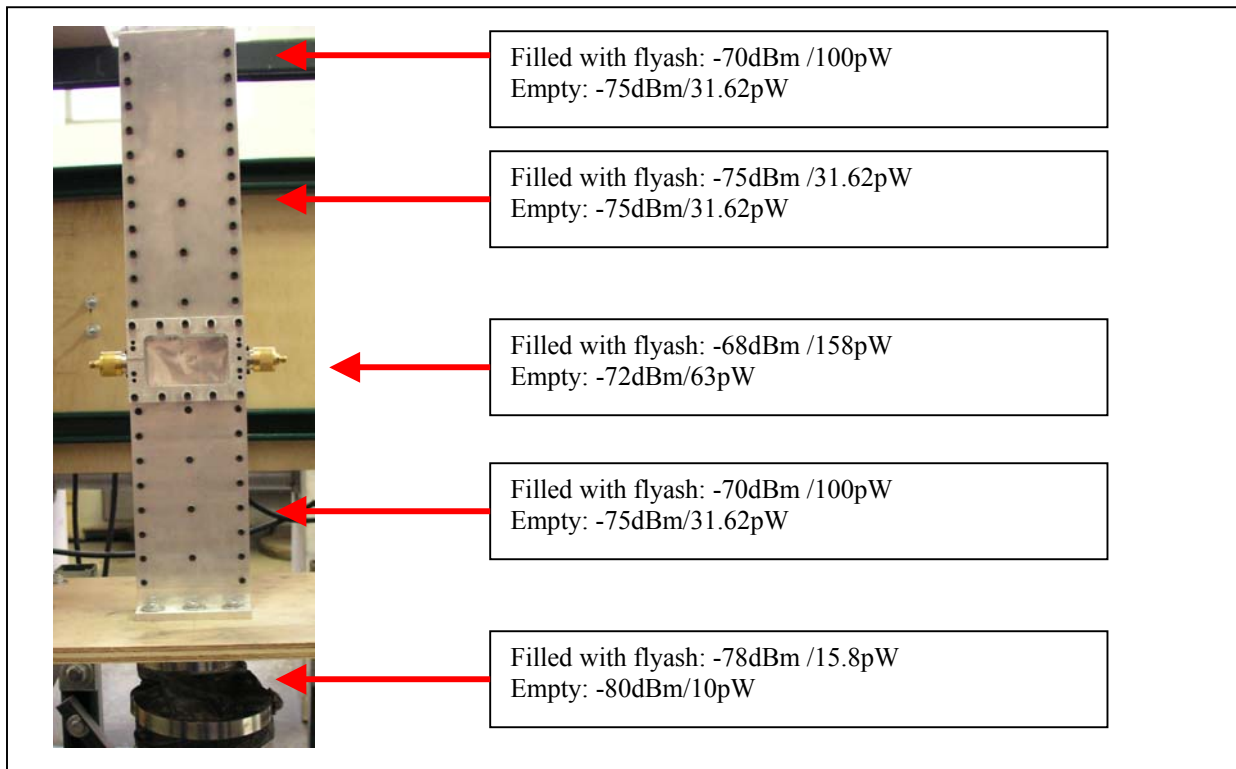 Filled with flyash: -70dBm /100pW
Empty: -75dBm/31.62pW
Filled with flyash: -75dBm /31.62pW
Empty: -75dBm/31.62pW
Filled with flyash: -68dBm /158pW
Empty: -72dBm/63pW
Filled with flyash: -70dBm /100pW
Empty: -75dBm/31.62pW
Filled with flyash: -78dBm /15.8pW
Empty: -80dBm/10pW